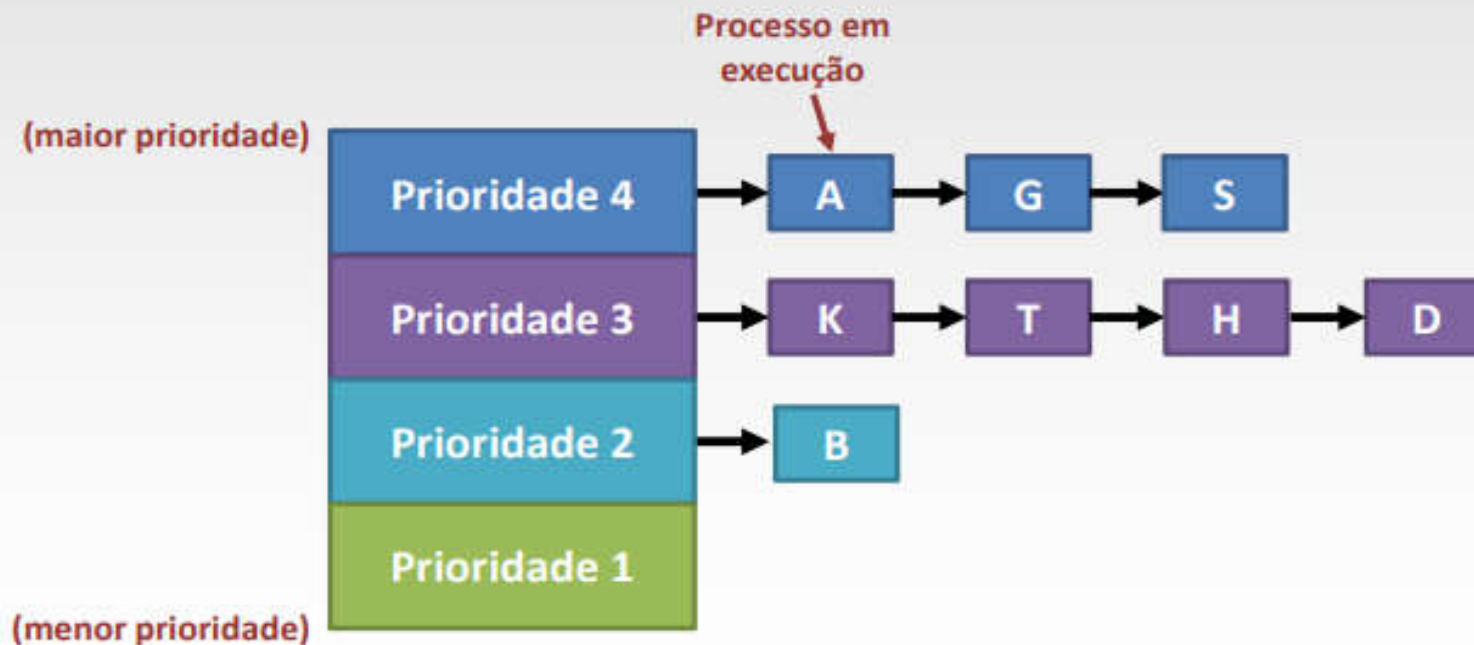 Processo em
execução
(maior prioridade)
Prioridade 4
A
G
S
Prioridade 3
K
T
H
D
Prioridade 2
B
Prioridade 1
(menor prioridade)